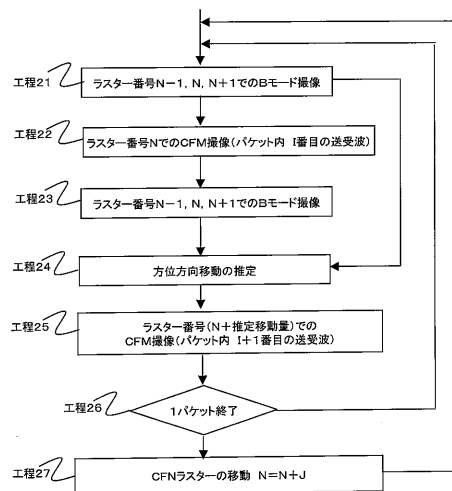 工程21
ラスター番号N−1, N, N+1でのBモード撮像
工程22
ラスター番号NでのCFM撮像(パケット内 I番目の送受波)
工程23
ラスター番号N−1, N, N+1でのBモード撮像
工程24
方位方向移動の推定
工程25
ラスター番号(N+推定移動量)での
CFM撮像(パケット内 I+1番目の送受波)
工程26
1パケット終了
工程27
CFNラスターの移動 N=N+J